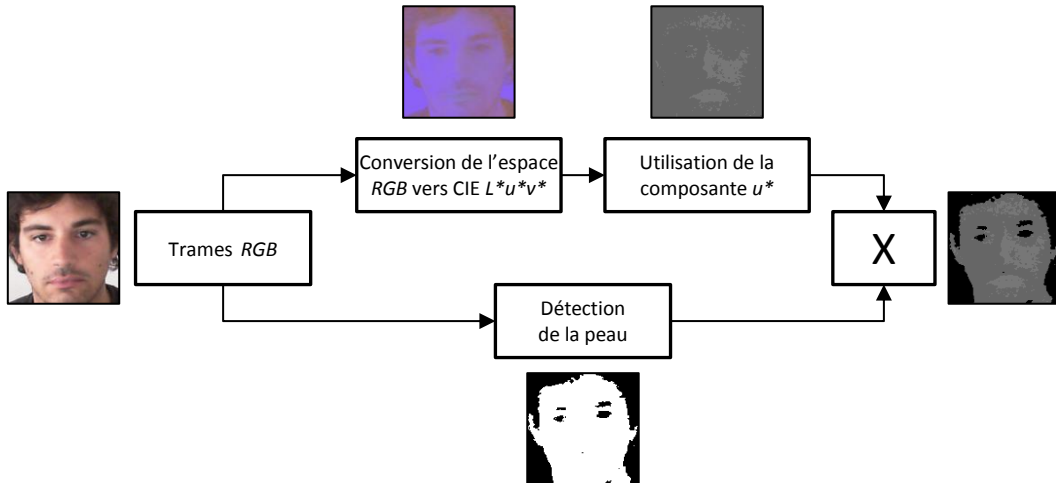 Conversion de l’espace
RGB vers CIE L*u*v*
Utilisation de la
composante u*
Trames RGB
X
Détection
de la peau